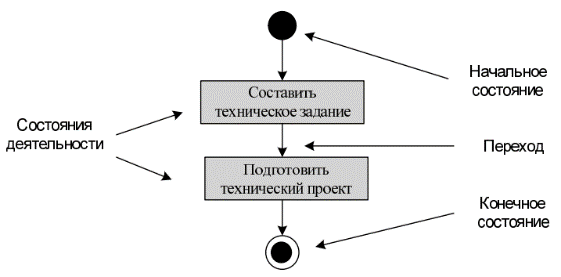 Начальное
состояние
Составить
техническое задание
Состояния
деятельности
Переход
Подготовить
технический проект
Конечное
состояние